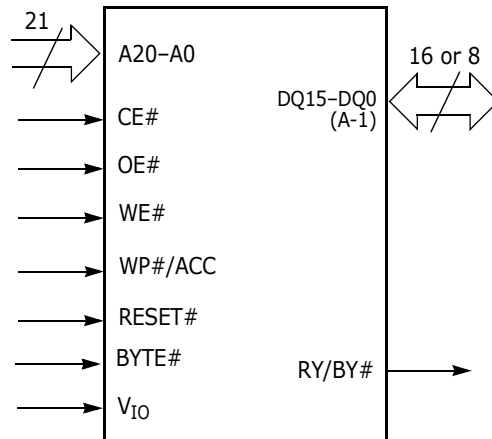 21
A20–A0
16 or 8
DQ15–DQ0
(A-1)
CE#
OE#
WE#
WP#/ACC
RESET#
BYTE#
RY/BY#
VIO